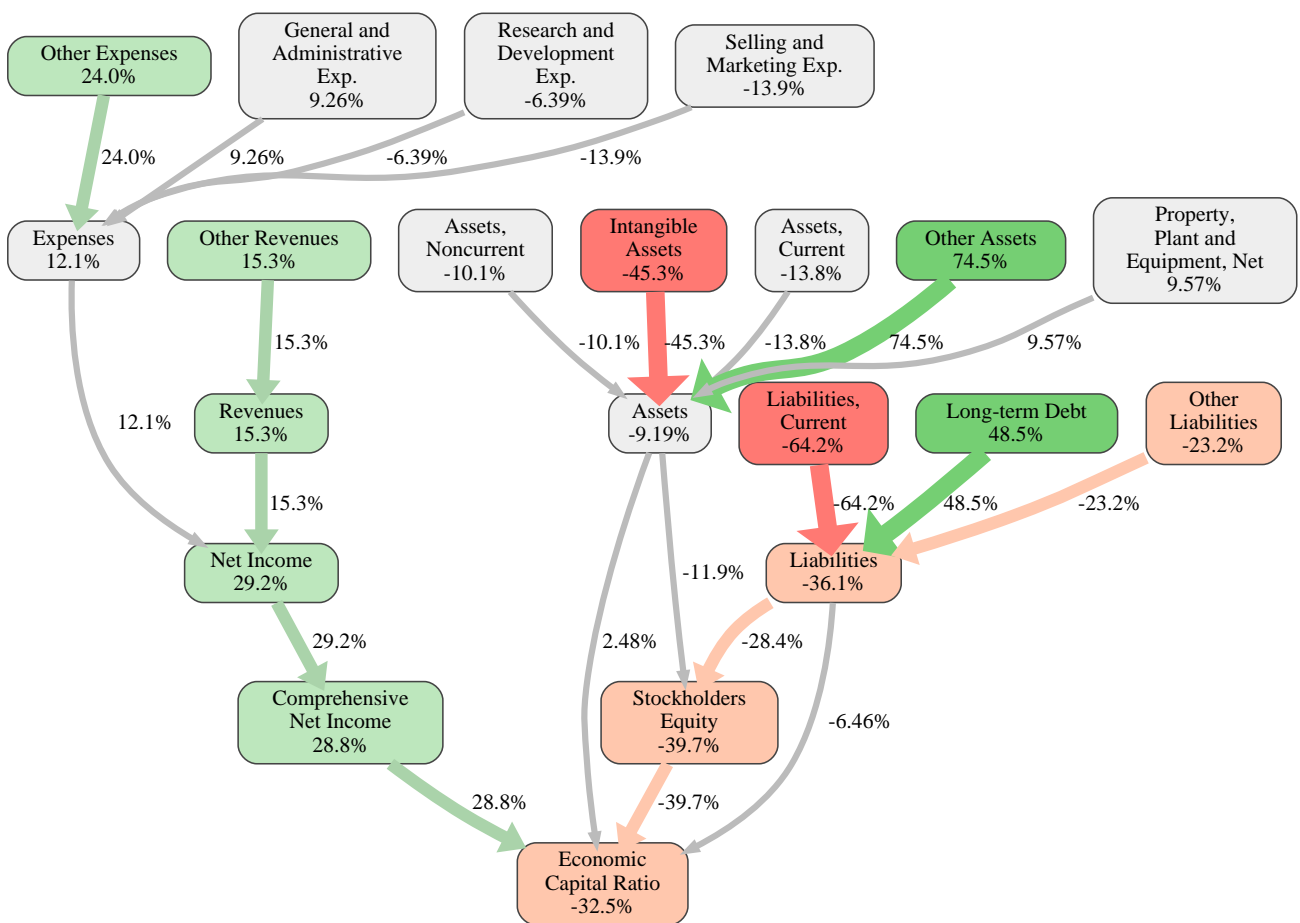 Other Expenses
24.0%
General and
Administrative
Exp.
9.26%
Research and
Development
Exp.
-6.39%
Selling and
Marketing Exp.
-13.9%
24.0%
9.26%
-6.39%
-13.9%
Expenses
12.1%
Other Revenues
15.3%
Assets,
Noncurrent
-10.1%
Intangible
Assets
-45.3%
Assets,
Current
-13.8%
Other Assets
74.5%
Property,
Plant and
Equipment, Net
9.57%
15.3%
-10.1%
-45.3%
-13.8%
74.5%
9.57%
12.1%
Revenues
15.3%
Assets
-9.19%
Liabilities,
Current
-64.2%
Long-term Debt
48.5%
Other
Liabilities
-23.2%
15.3%
-64.2%
48.5%
-23.2%
Net Income
29.2%
-11.9%
Liabilities
-36.1%
29.2%
2.48%
-28.4%
Comprehensive
Net Income
28.8%
Stockholders
Equity
-39.7%
-6.46%
28.8%
-39.7%
Economic
Capital Ratio
-32.5%